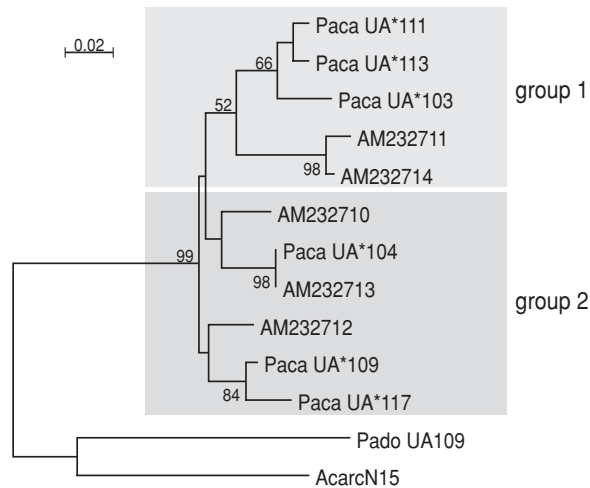 Paca UA*111
0.02
66
Paca UA*113
group 1
Paca UA*103
52
AM232711
98
AM232714
AM232710
Paca UA*104
99
98
AM232713
group 2
AM232712
Paca UA*109
84
Paca UA*117
Pado UA109
AcarcN15